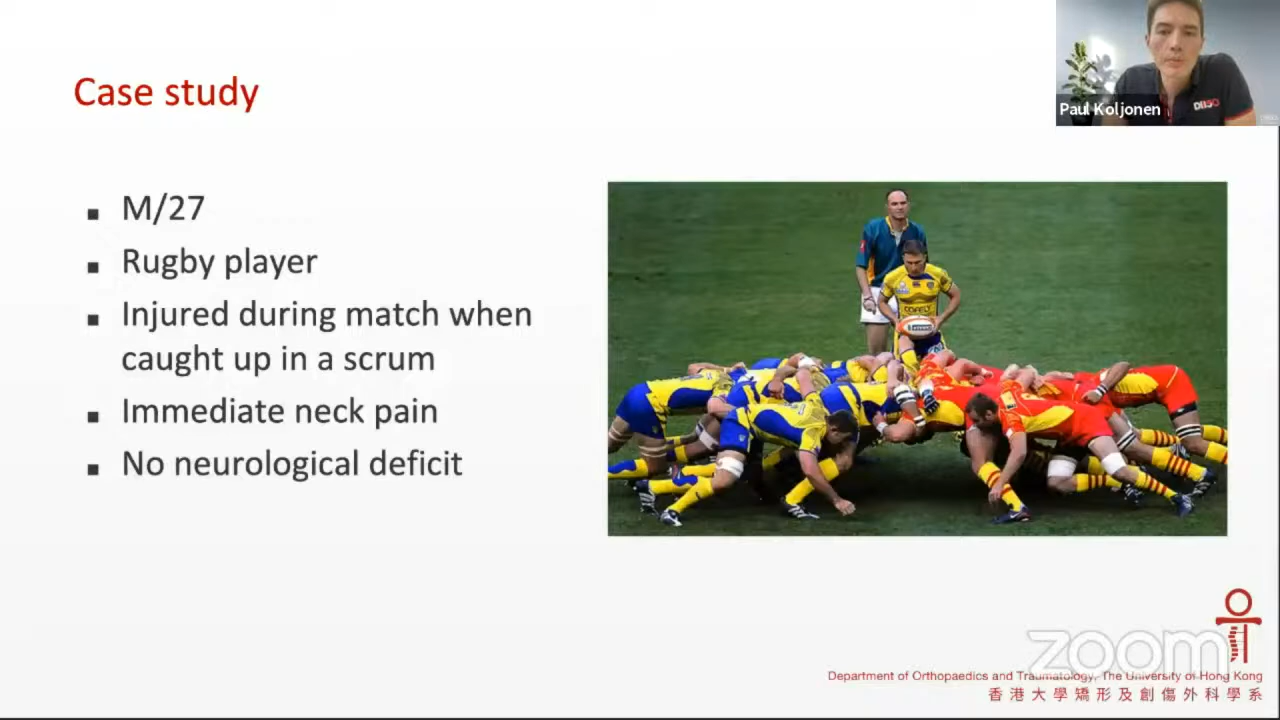 Case study
Paul Koljonen
M/27
Rugby player
Injured during match when
caught up in a scrum
Immediate neck pain
No neurological deficit
zoom
Department of Orthopaedics and Traumatology, The University of Hong Kong
香港大學矯形及創傷外科學系